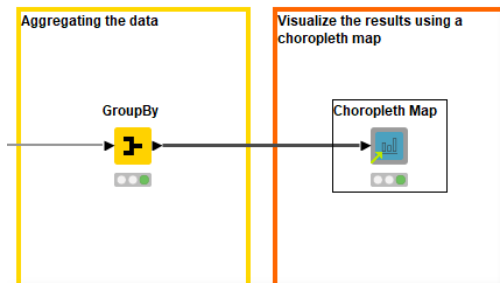 Aggregating the data
Visualize the results using a
choropleth map
GroupBy
Choropleth Map